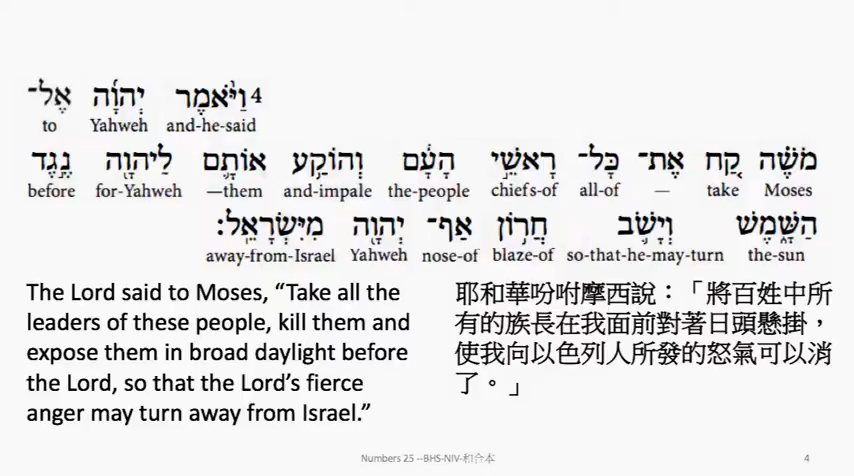 4 וַיֹּ֨אמֶר יְהוָ֜ה אֶל־
to Yahweh and-he-said
מֹשֶׁ֗ה קַ֚ח אֶת־ כָּל־ רָאשֵׁ֣י הָעָ֔ם וְהוֹקַ֥ע אוֹתָ֛ם לַיהוָ֖ה נֶ֣גֶד
before for-Yahweh —them and-impale the-people chiefs-of all-of — take Moses
הַשָּׁ֑מֶשׁ וְיָשֹׁ֛ב חֲר֥וֹן אַף־ יְהוָ֖ה מִיִּשְׂרָאֵֽל׃
away-from-Israel Yahweh nose-of blaze-of so-that-he-may-turn the-sun
The Lord said to Moses, “Take all the
leaders of these people, kill them and
expose them in broad daylight before
the Lord, so that the Lord’s fierce
anger may turn away from Israel.”
耶和華吩咐摩西說：「將百姓中所
有的族長在我面前對著日頭懸掛，
使我向以色列人所發的怒氣可以消
了。」
Numbers 25 --BHS-NIV-和合本
4